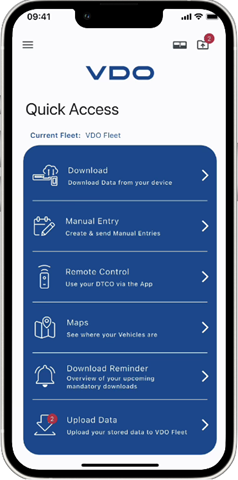 09:41
2
VDO
Quick Access
Current Fleet: VDO Fleet
Download
Download Data from your device
Manual Entry
Create & send Manual Entries
Remote Control
Use your DTCO via the App
Maps
See where your Vehicles are
Download Reminder
Overview of your upcoming
mandatory downloads
2
Upload Data
Upload your stored data to VDO Fleet